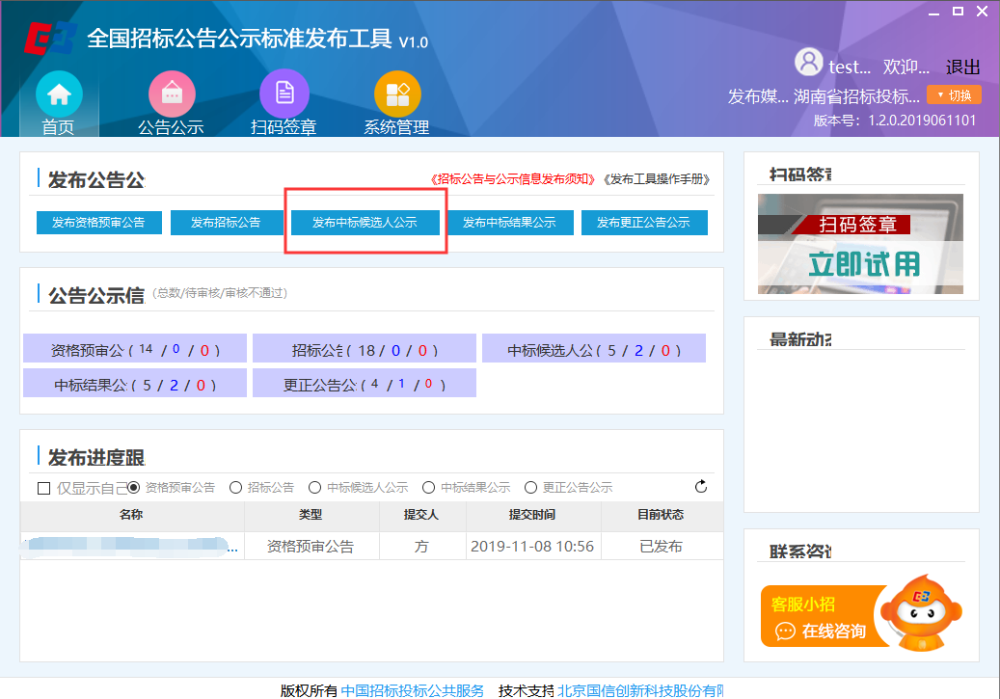 全国招标公告公示标准发布工具 V1.0
test... 欢迎... 退出
发布媒... 湖南省招标投标... 切换
版本号：1.2.0.2019061101
首页 公告公示 扫码签章 系统管理
发布公告公
《招标公告与公示信息发布须知》 《发布工具操作手册》
发布资格预审公告 发布招标公告 发布中标候选人公示 发布中标结果公示 发布更正公告公示
公告公示信 (总数/待审核/审核不通过)
资格预审公 ( 14 / 0 / 0 ) 招标公告 ( 18 / 0 / 0 ) 中标候选人公 ( 5 / 2 / 0 )
中标结果公 ( 5 / 2 / 0 ) 更正公告公 ( 4 / 1 / 0 )
发布进度跟
仅显示自己 资格预审公告 招标公告 中标候选人公示 中标结果公示 更正公告公示
名称 类型 提交人 提交时间 目前状态
... 资格预审公告 方 2019-11-08 10:56 已发布
扫码签章
扫码签章
立即试用
最新动态
联系咨询
客服小招
在线咨询
版权所有 中国招标投标公共服务 技术支持 北京国信创新科技股份有限